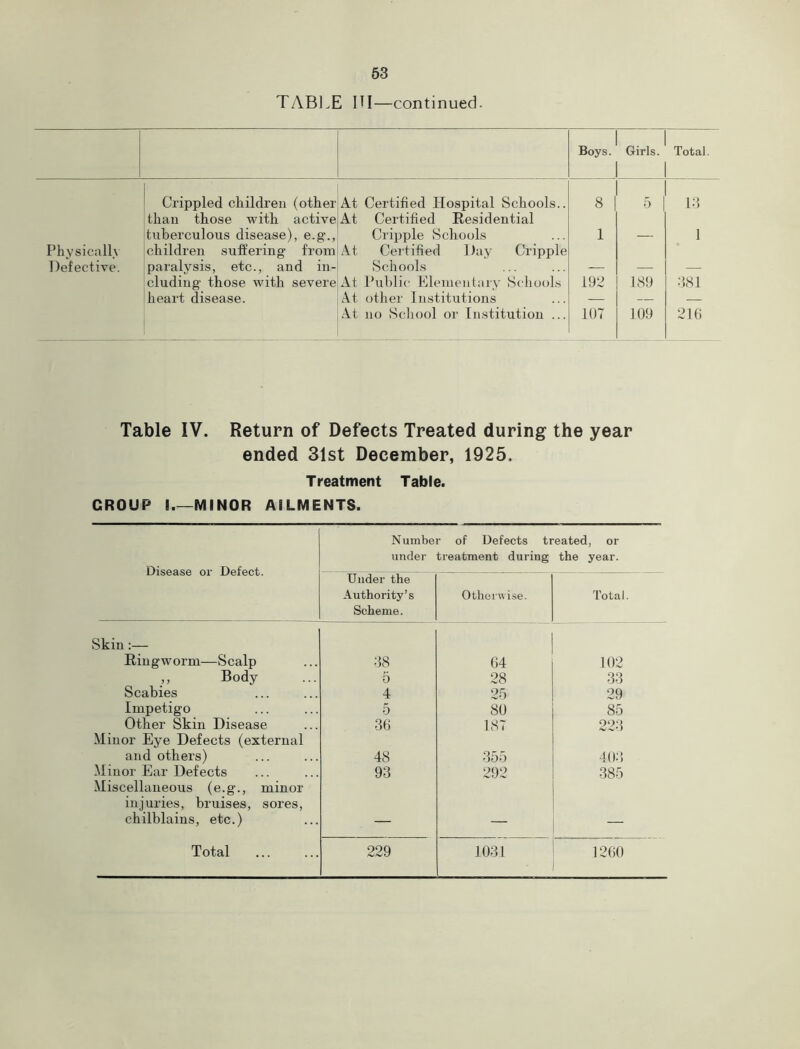 53
TABLE III—continued.
Boys. Girls. Total.
Crippled children (other At Certified Hospital Schools.. 8 5 13
than those with active At Certified Residential
tuberculous disease), e.g., Cripple Schools ... 1 — 1
Physically children suffering from At Certified Day Cripple
Defective. paralysis, etc., and in- Schools ... ... — — —
cluding those with severe At Public Elementary Schools 192 189 381
heart disease. At other Institutions ... — — —
At no School or Institution ... 107 109 216
Table IV. Return of Defects Treated during the year
ended 31st December, 1925.
Treatment Table.
GROUP I.—MINOR AILMENTS.
Number of Defects treated, or
under treatment during the year.
Disease or Defect.
Under the
Authority's Otherwise. Total.
Scheme.
Skin:—
Ringworm—Scalp ... 38 64 102
,, Body ... 5 28 33
Scabies ... ... 4 25 29
Impetigo ... ... 5 80 85
Other Skin Disease ... 36 187 223
Minor Eye Defects (external
and others) ... ... 48 355 403
Minor Ear Defects ... ... 93 292 385
Miscellaneous (e.g., minor
injuries, bruises, sores,
chilblains, etc.) ... — — —
Total ... ... 229 1031 1260